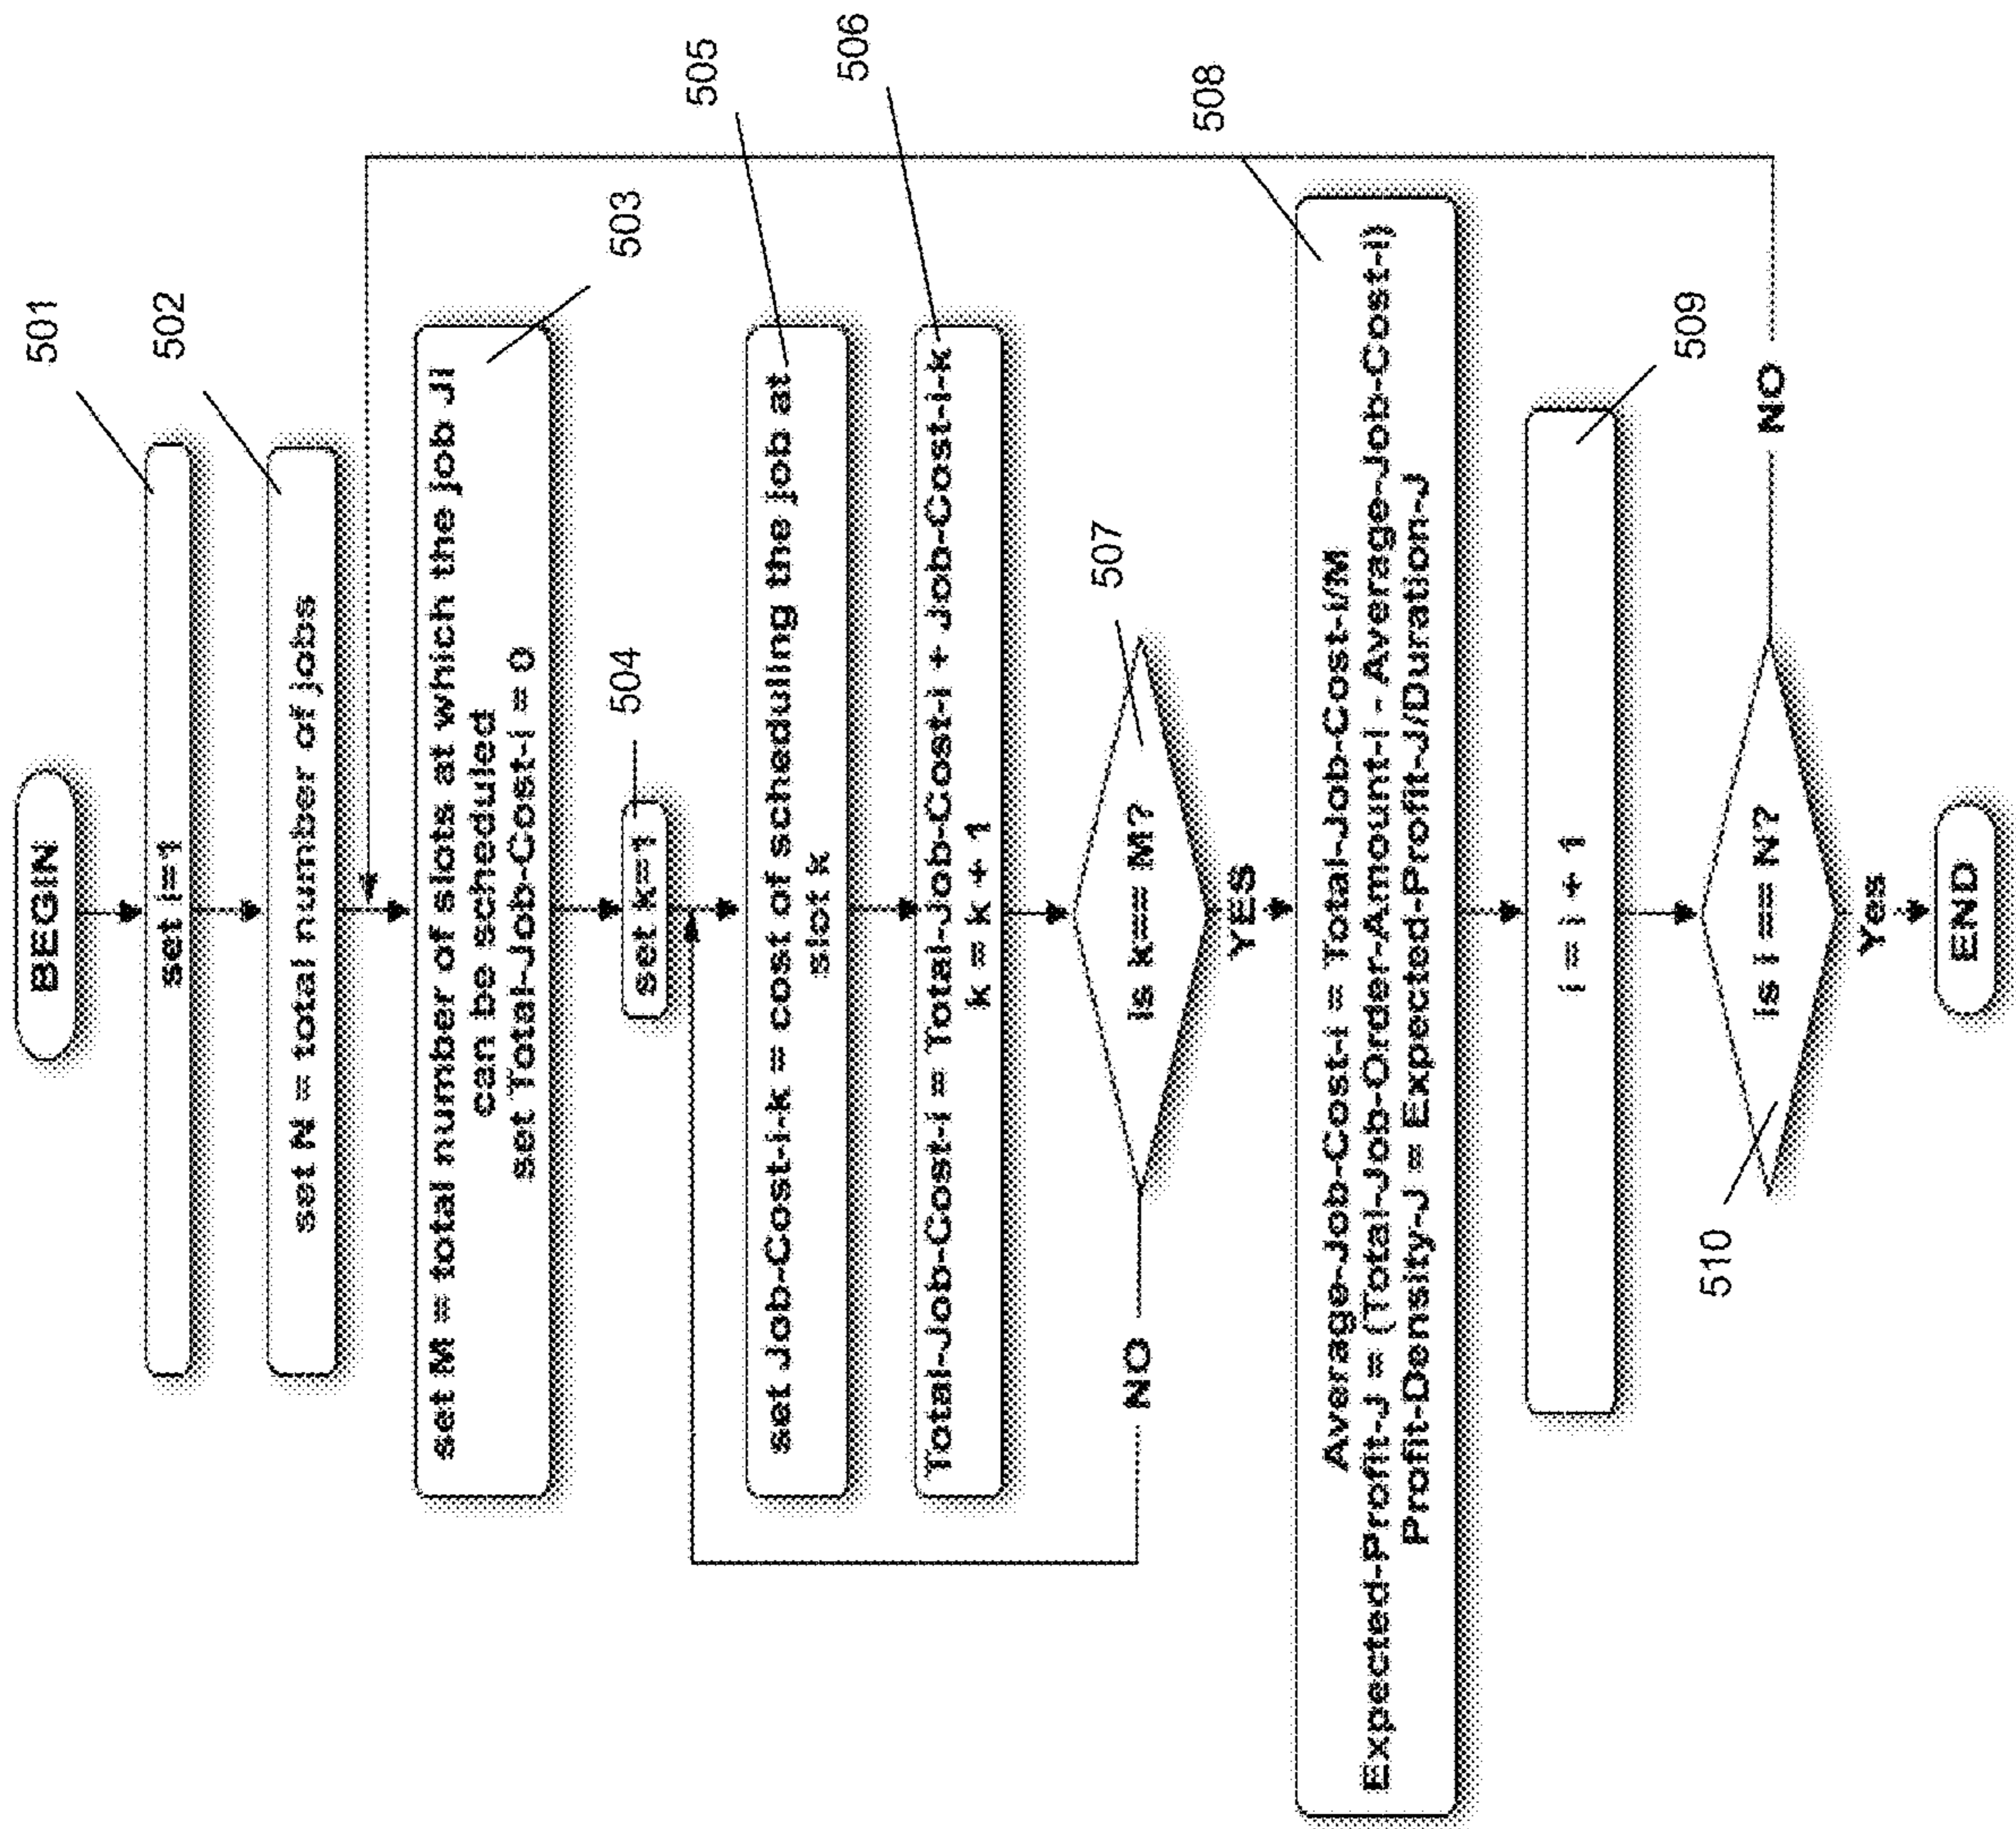 BEGIN
501
set i=1
502
set N = total number of jobs
503
set M = total number of slots at which the job Ji
can be scheduled
set Total-Job-Cost-i = 0
504
set k=1
505
set Job-Cost-i-k = cost of scheduling the job at
slot k
506
Total-Job-Cost-i = Total-Job-Cost-i + Job-Cost-i-k
k = k + 1
507
is k== M?
NO
YES
508
Average-Job-Cost-i = Total-Job-Cost-i/M
Expected-Profit-J = (Total-Job-Order-Amount-i - Average-Job-Cost-i)
Profit-Density-J = Expected-Profit-J/Duration-J
509
i = i + 1
510
is i == N?
NO
Yes
END